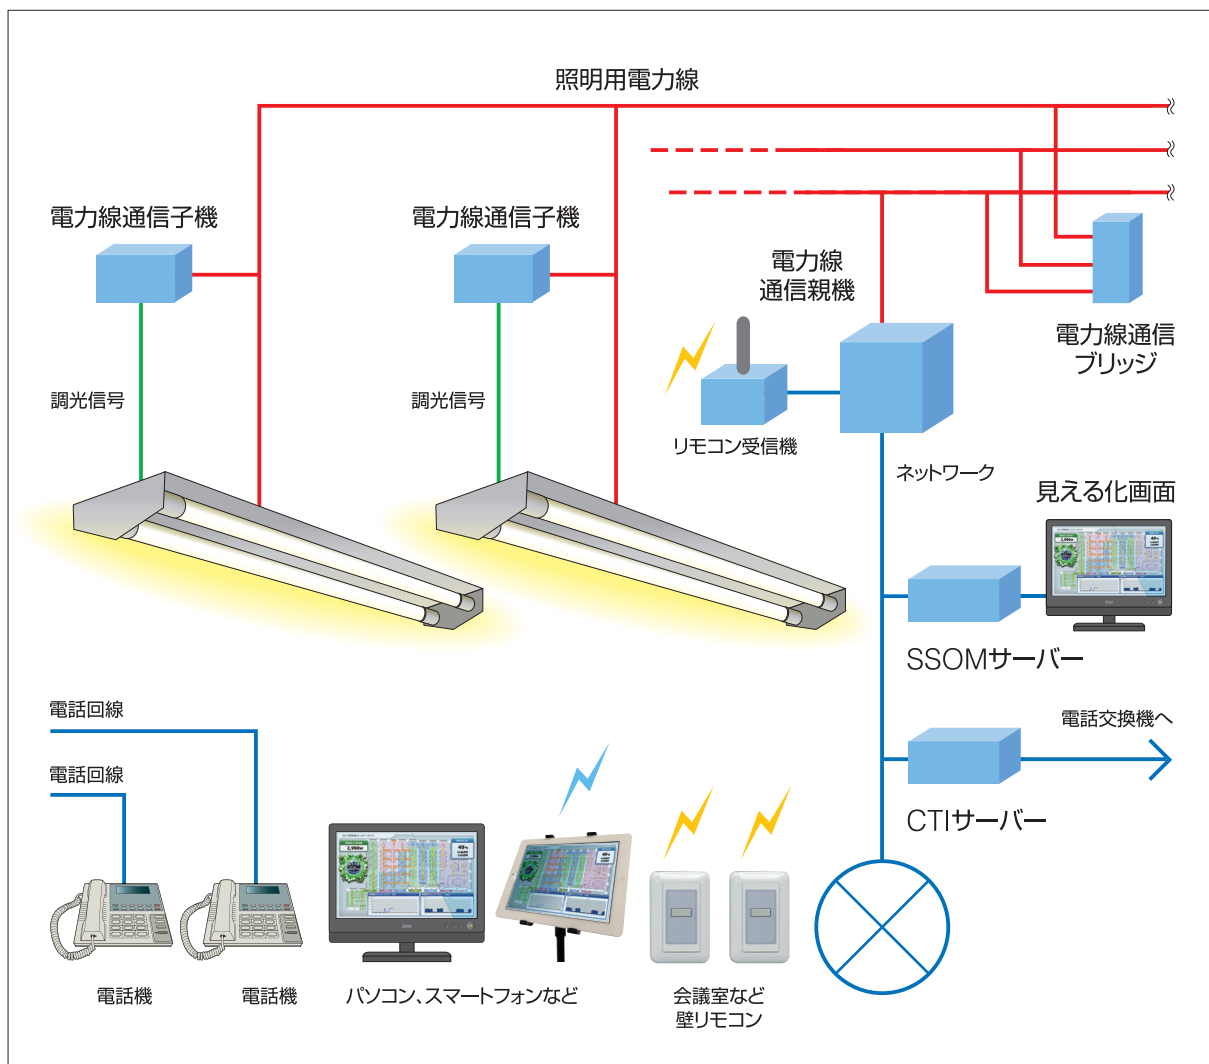 照明用電力線
電力線通信子機
電力線通信子機
電力線
通信親機
電力線通信
ブリッジ
調光信号
調光信号
リモコン受信機
ネットワーク
見える化画面
SSOMサーバー
電話回線
電話交換機へ
電話回線
CTIサーバー
2,990w
49%
電話機
電話機
パソコン、スマートフォンなど
会議室など
壁リモコン